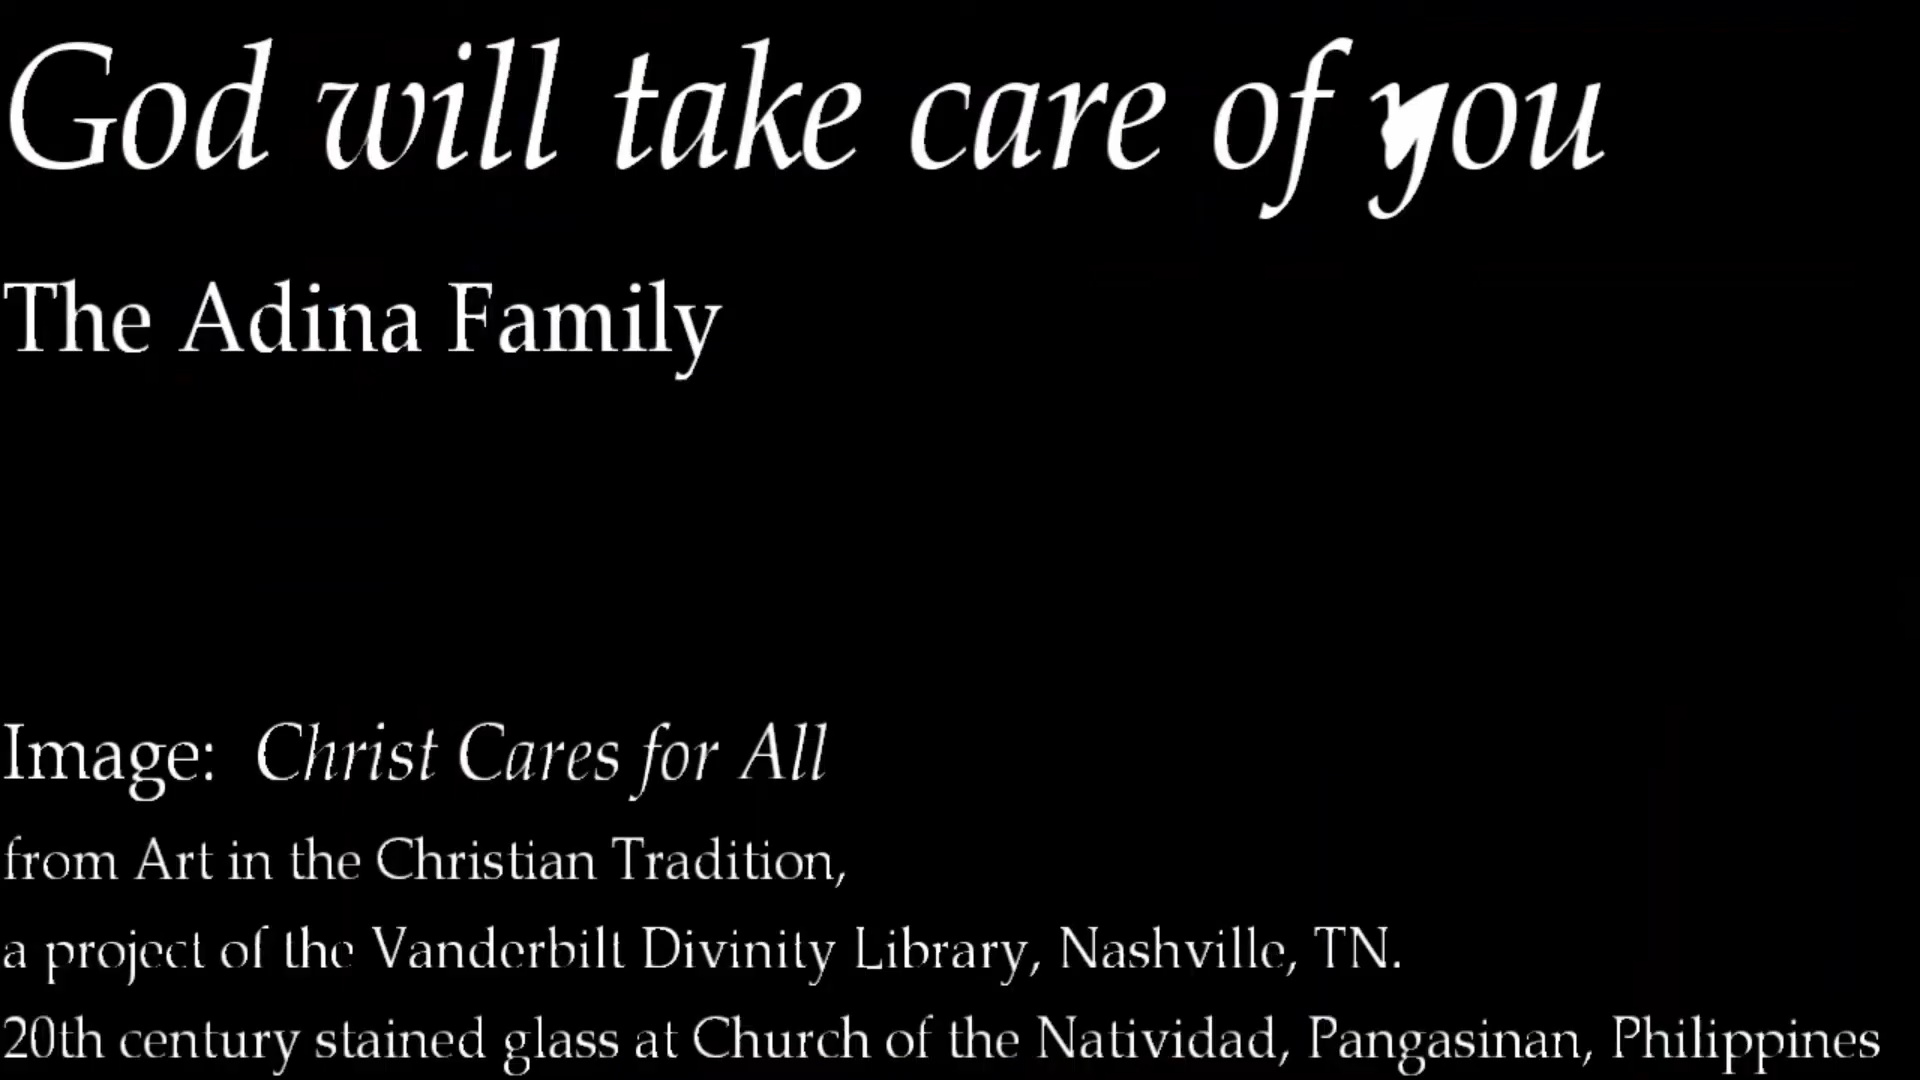 God will take care of you
The Adina Family
Image: Christ Cares for All
from Art in the Christian Tradition,
a project of the Vanderbilt Divinity Library, Nashville, TN.
20th century stained glass at Church of the Natividad, Pangasinan, Philippines